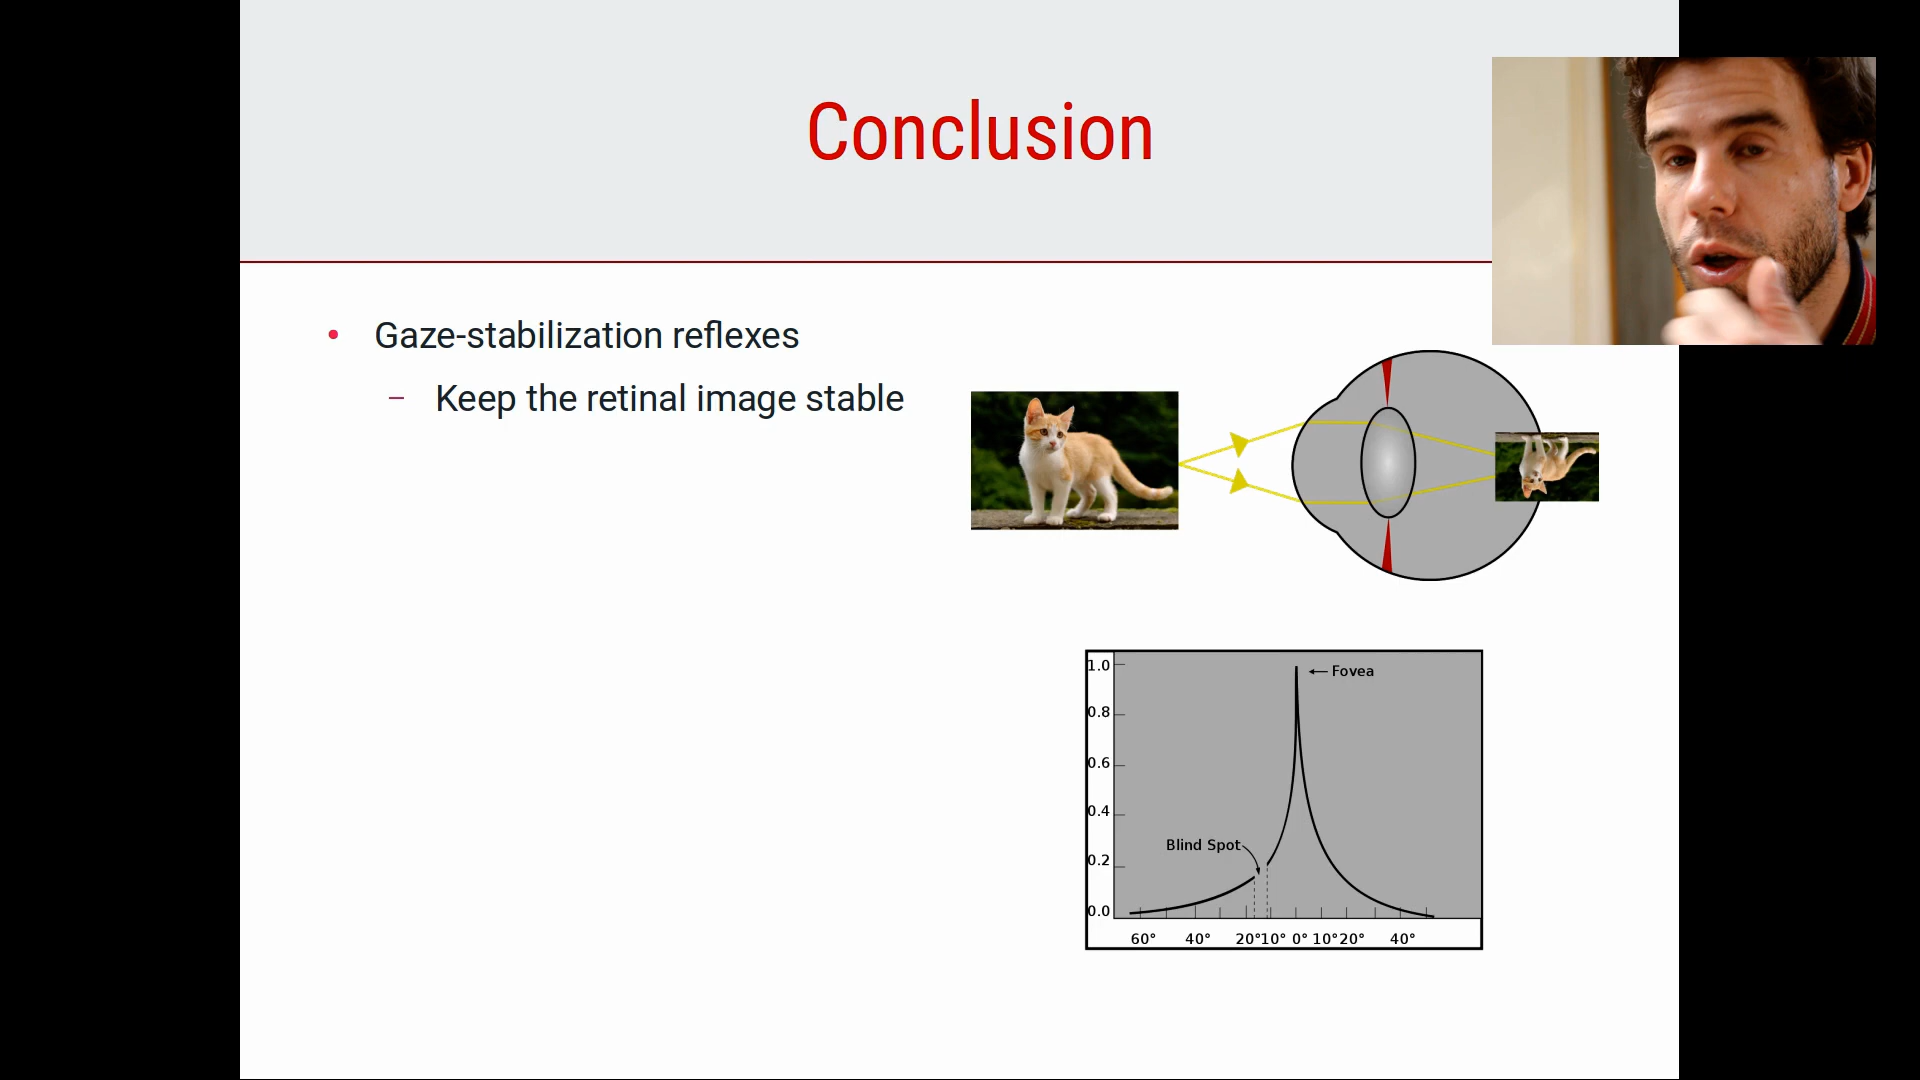 Conclusion
• Gaze-stabilization reflexes
– Keep the retinal image stable
1.0
Fovea
0.8
0.6
0.4
Blind Spot
0.2
0.0
60° 40° 20° 10° 0° 10° 20° 40°